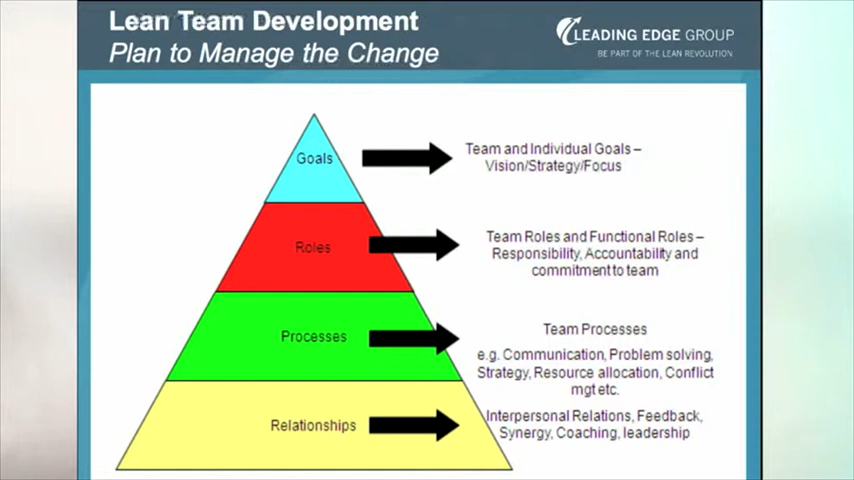 Lean Team Development
Plan to Manage the Change
LEADING EDGE GROUP
BE PART OF THE LEAN REVOLUTION
Goals
Team and Individual Goals –
Vision/Strategy/Focus
Roles
Team Roles and Functional Roles –
Responsibility, Accountability and
commitment to team
Processes
Team Processes
e.g. Communication, Problem solving,
Strategy, Resource allocation, Conflict
mgt etc.
Relationships
Interpersonal Relations, Feedback,
Synergy, Coaching, leadership